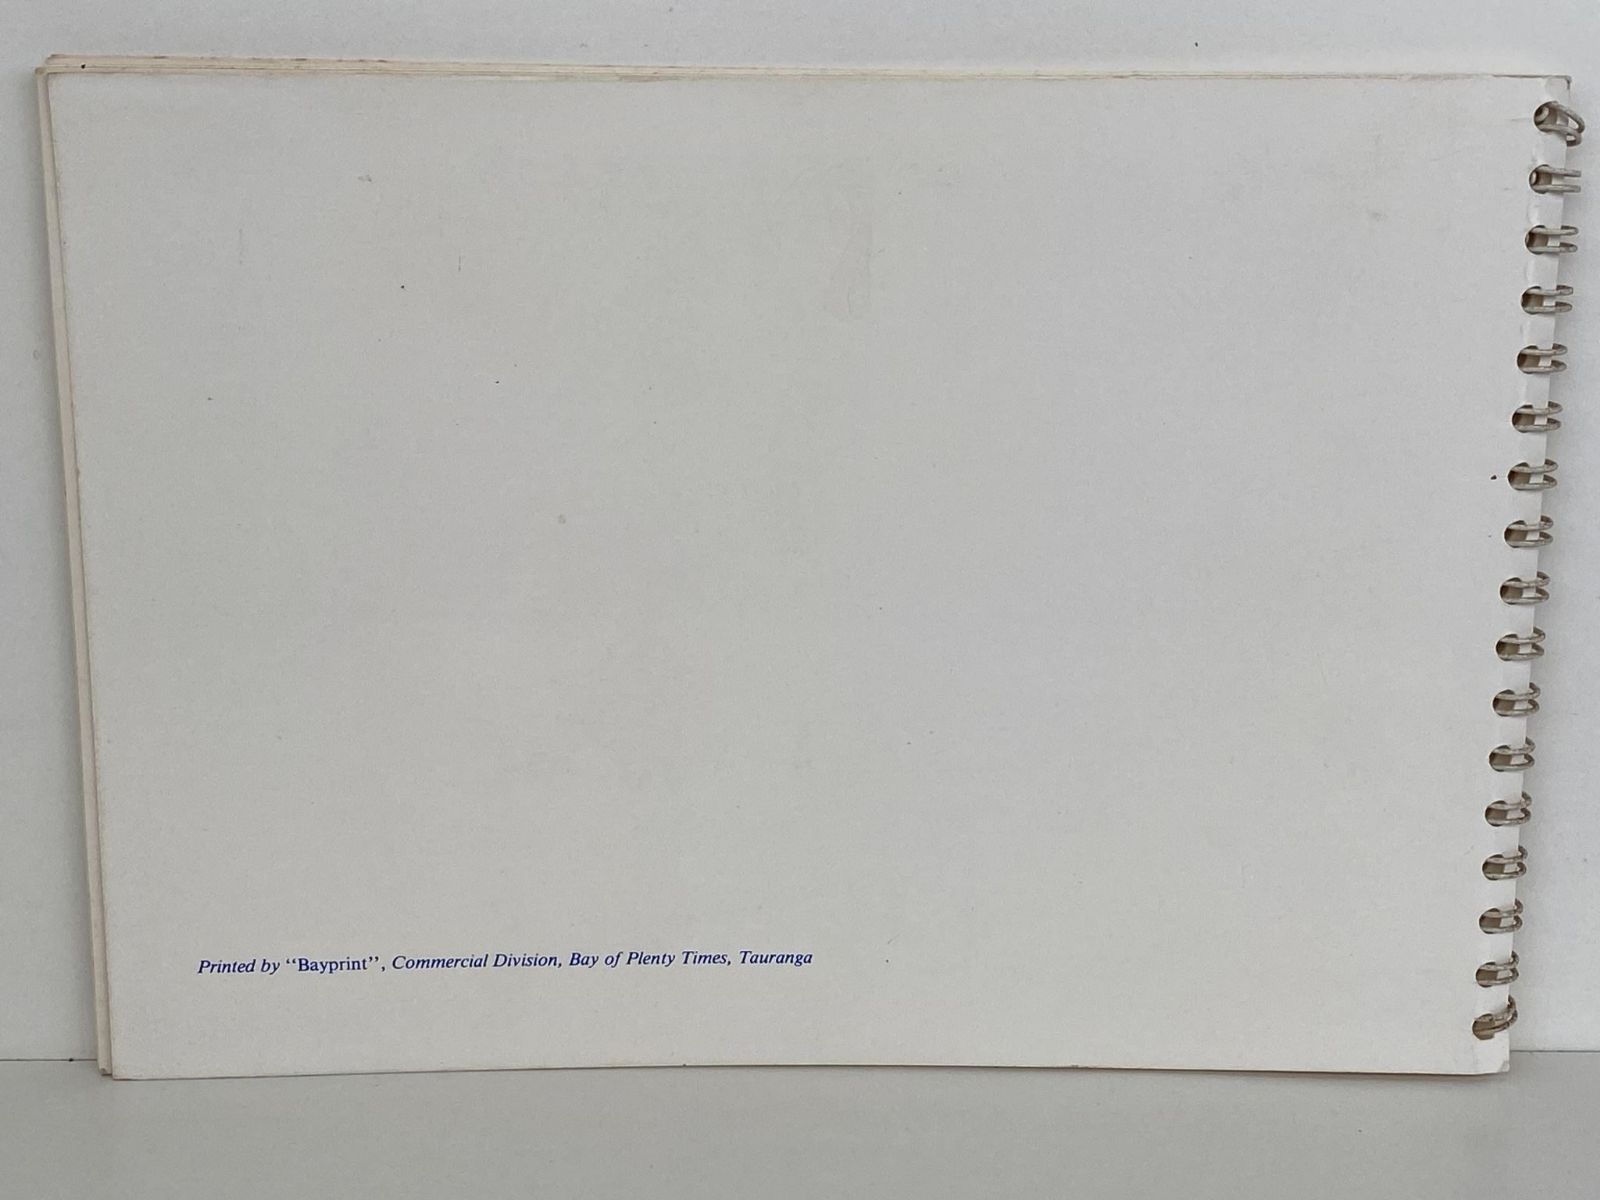 Printed by “Bayprint”, Commercial Division, Bay of Plenty Times, Tauranga